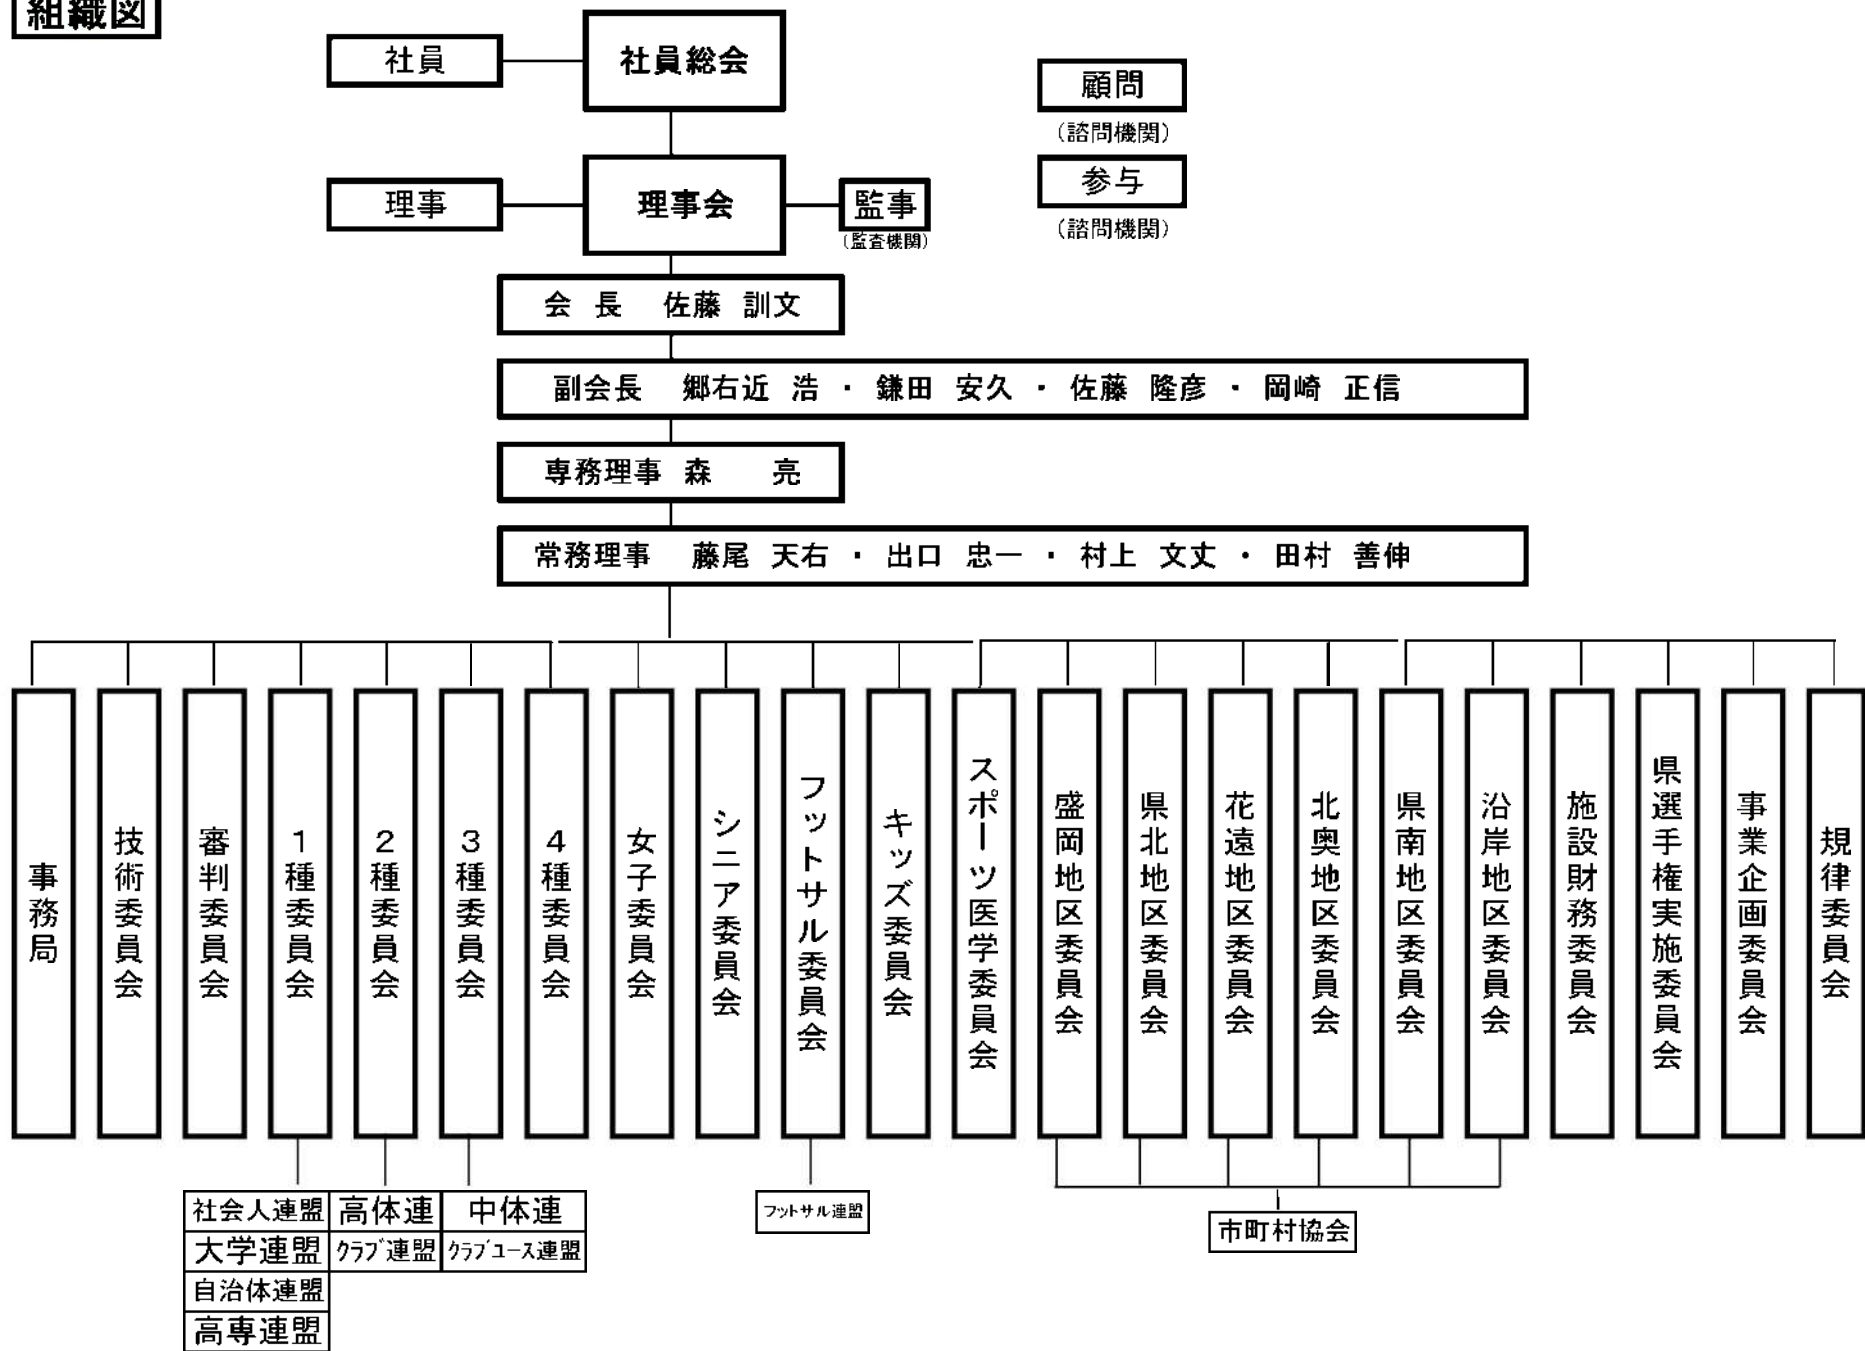 組織図
社員
社員総会
顧問
(諮問機関)
理事
理事会
監事
(監査機関)
参与
(諮問機関)
会 長 佐藤 訓文
副会長 郷右近 浩 ・ 鎌田 安久 ・ 佐藤 隆彦 ・ 岡崎 正信
専務理事 森 亮
常務理事 藤尾 天右 ・ 出口 忠一 ・ 村上 文丈 ・ 田村 善伸
事務局
技術委員会
審判委員会
1種委員会
2種委員会
3種委員会
4種委員会
女子委員会
シニア委員会
フットサル委員会
キッズ委員会
スポーツ医学委員会
盛岡地区委員会
県北地区委員会
花遠地区委員会
北奥地区委員会
県南地区委員会
沿岸地区委員会
施設財務委員会
県選手権実施委員会
事業企画委員会
規律委員会
社会人連盟
大学連盟
自治体連盟
高専連盟
高体連
クラブ連盟
中体連
クラブユース連盟
フットサル連盟
市町村協会